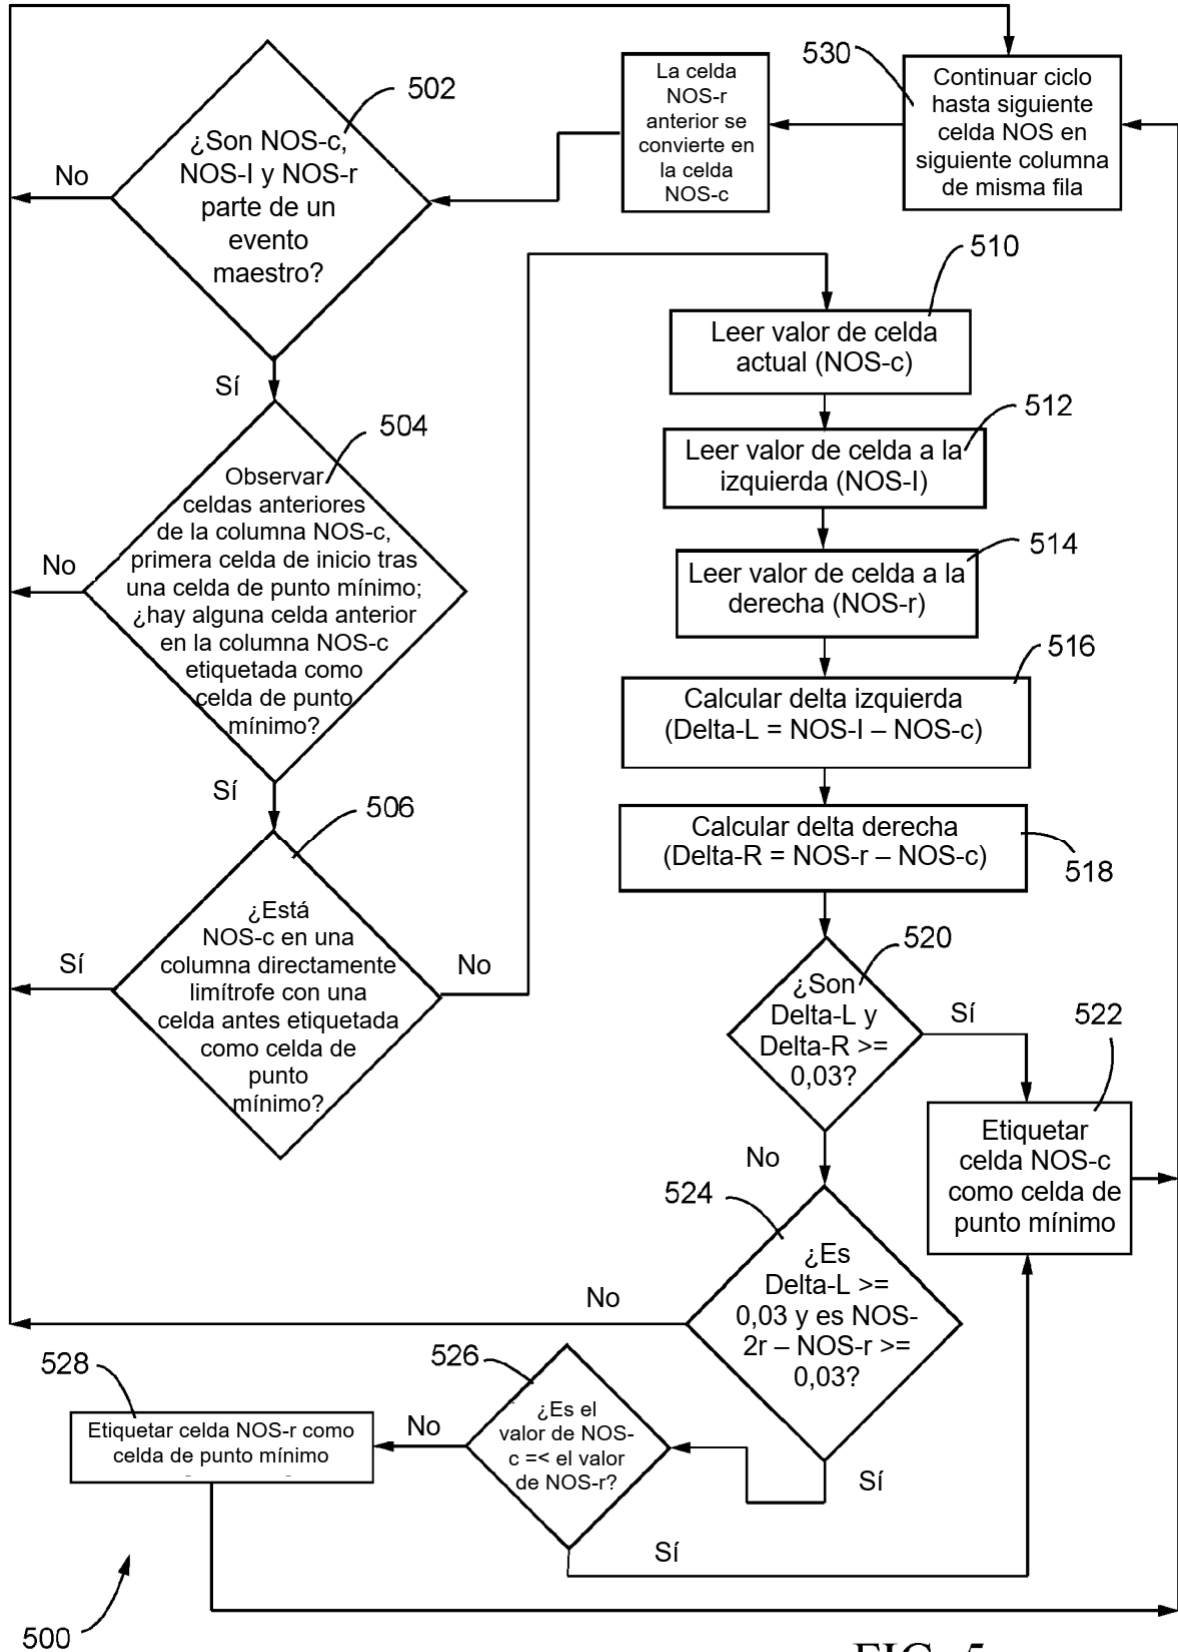 530
Continuar ciclo
hasta siguiente
celda NOS en
siguiente columna
de misma fila
La celda
NOS-r
anterior se
convierte en
la celda
NOS-c
502
¿Son NOS-c,
NOS-I y NOS-r
parte de un
evento
maestro?
No
Sí
504
Observar
celdas anteriores
de la columna NOS-c,
primera celda de inicio tras
una celda de punto mínimo;
¿hay alguna celda anterior
en la columna NOS-c
etiquetada como
celda de punto
mínimo?
No
Sí
506
¿Está
NOS-c en una
columna directamente
limítrofe con una
celda antes etiquetada
como celda de
punto
mínimo?
Sí
No
510
Leer valor de celda
actual (NOS-c)
512
Leer valor de celda a la
izquierda (NOS-I)
514
Leer valor de celda a la
derecha (NOS-r)
516
Calcular delta izquierda
(Delta-L = NOS-I – NOS-c)
518
Calcular delta derecha
(Delta-R = NOS-r – NOS-c)
520
¿Son
Delta-L y
Delta-R >=
0,03?
Sí
No
522
Etiquetar
celda NOS-c
como celda de
punto mínimo
524
¿Es
Delta-L >=
0,03 y es NOS-
2r – NOS-r >=
0,03?
No
Sí
526
¿Es el
valor de NOS-
c =< el valor
de NOS-r?
No
Sí
528
Etiquetar celda NOS-r como
celda de punto mínimo
500
FIG. 5